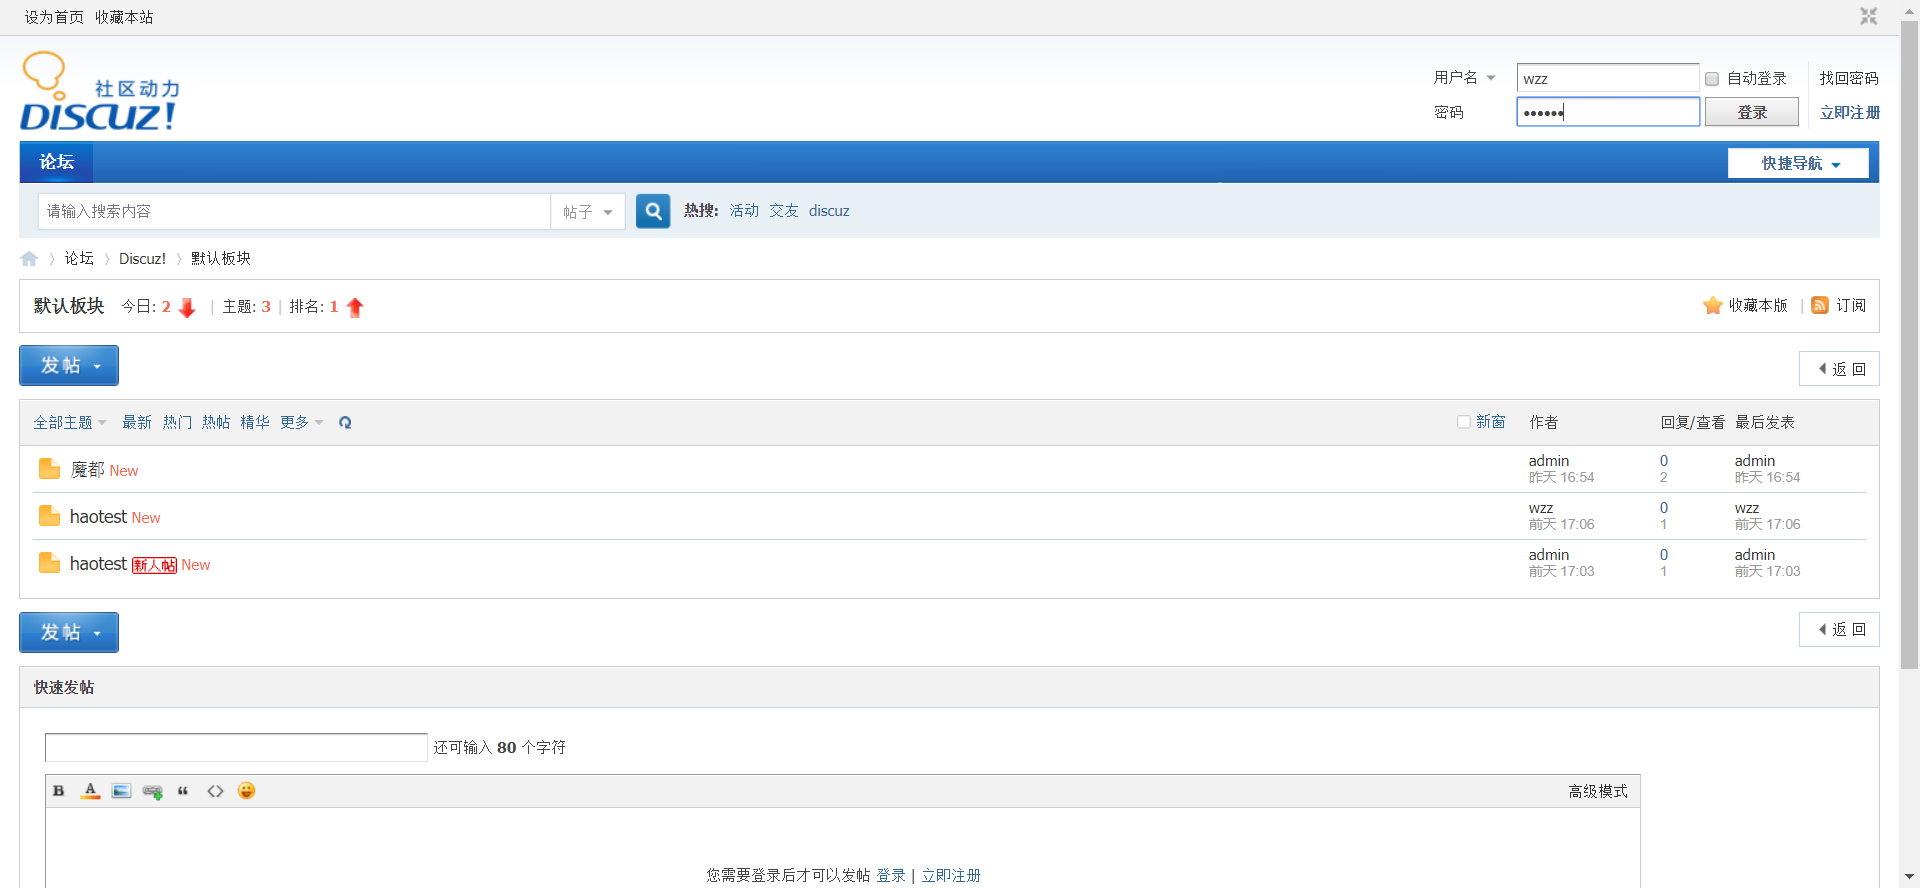 设为首页 收藏本站
社区动力
DISCUZ!
用户名 wzz 自动登录 找回密码
密码 •••••• 登录 立即注册
论坛 快捷导航
请输入搜索内容 帖子 热搜: 活动 交友 discuz
论坛 Discuz! 默认板块
默认板块 今日: 2 | 主题: 3 | 排名: 1 收藏本版 | 订阅
发帖 返 回
全部主题 最新 热门 热帖 精华 更多 新窗 作者 回复/查看 最后发表
魔都 New admin 0 admin
昨天 16:54 2 昨天 16:54
haotest New wzz 0 wzz
前天 17:06 1 前天 17:06
haotest 新人帖 New admin 0 admin
前天 17:03 1 前天 17:03
发帖 返 回
快速发帖
还可输入 80 个字符
B A “ <> 高级模式
您需要登录后才可以发帖 登录 | 立即注册